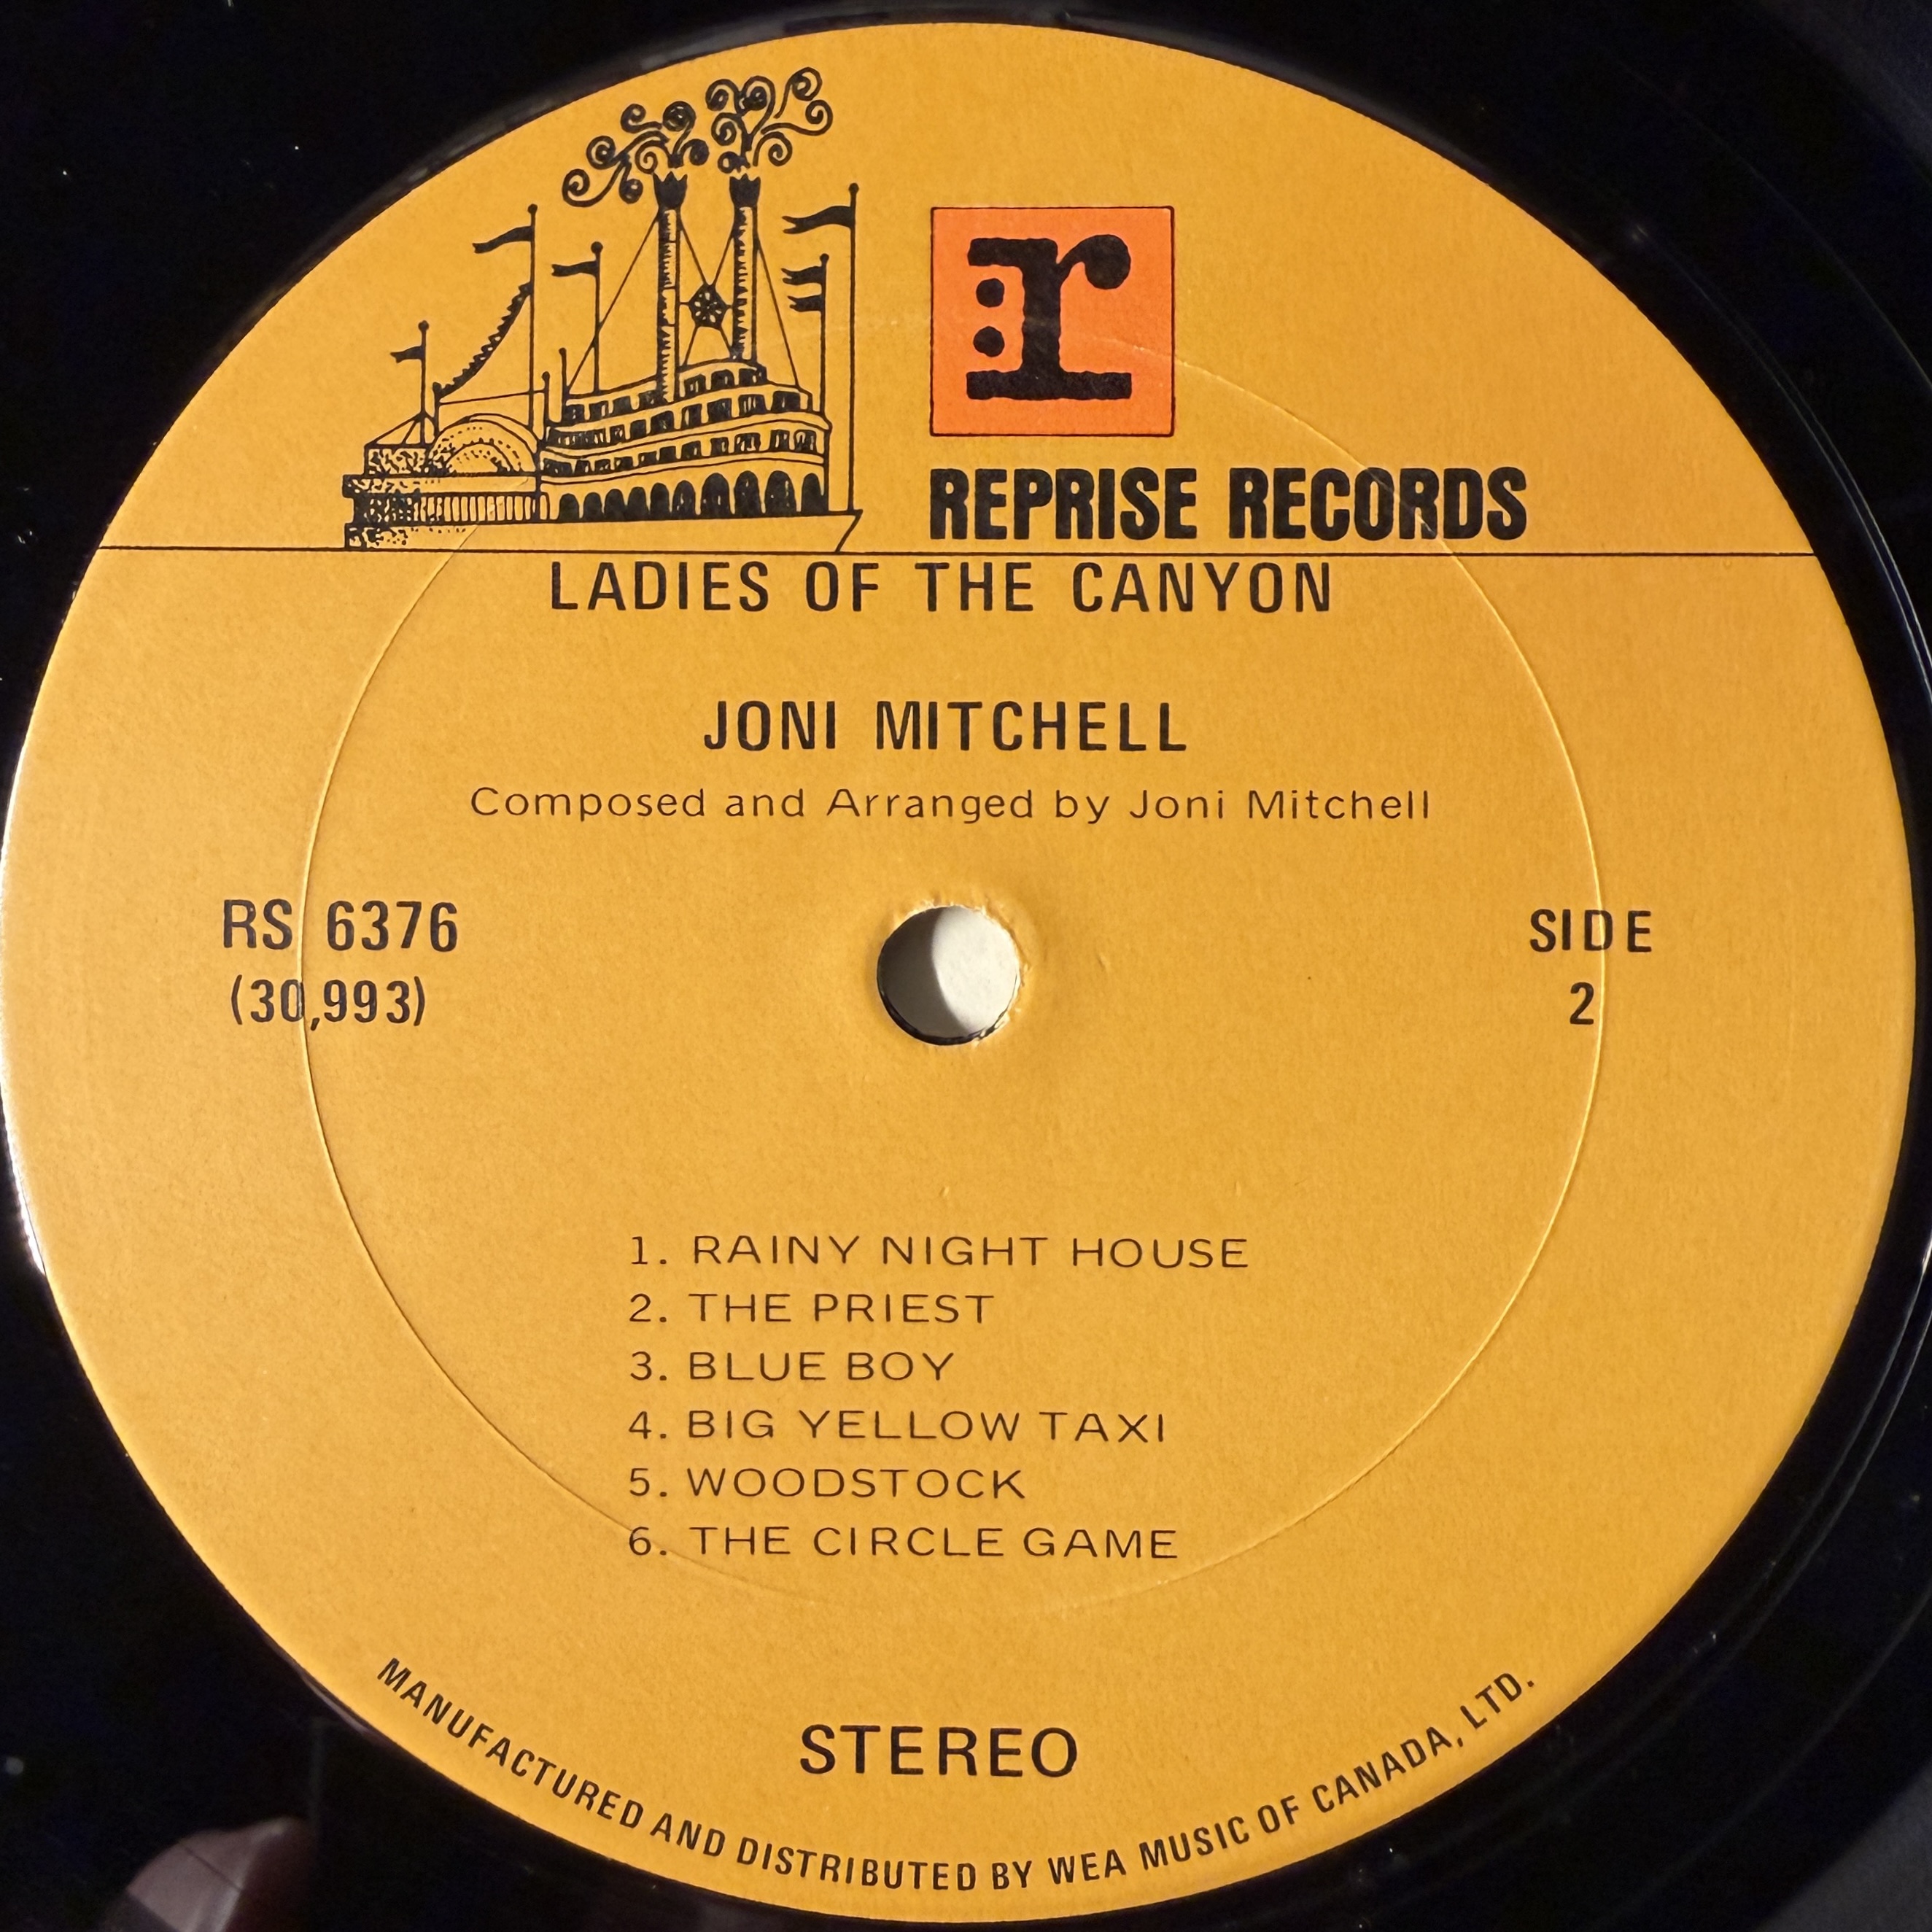 r:
REPRISE RECORDS
LADIES OF THE CANYON
JONI MITCHELL
Composed and Arranged by Joni Mitchell
RS 6376
(30,993)
SIDE
2
1. RAINY NIGHT HOUSE
2. THE PRIEST
3. BLUE BOY
4. BIG YELLOW TAXI
5. WOODSTOCK
6. THE CIRCLE GAME
STEREO
MANUFACTURED AND DISTRIBUTED BY WEA MUSIC OF CANADA, LTD.